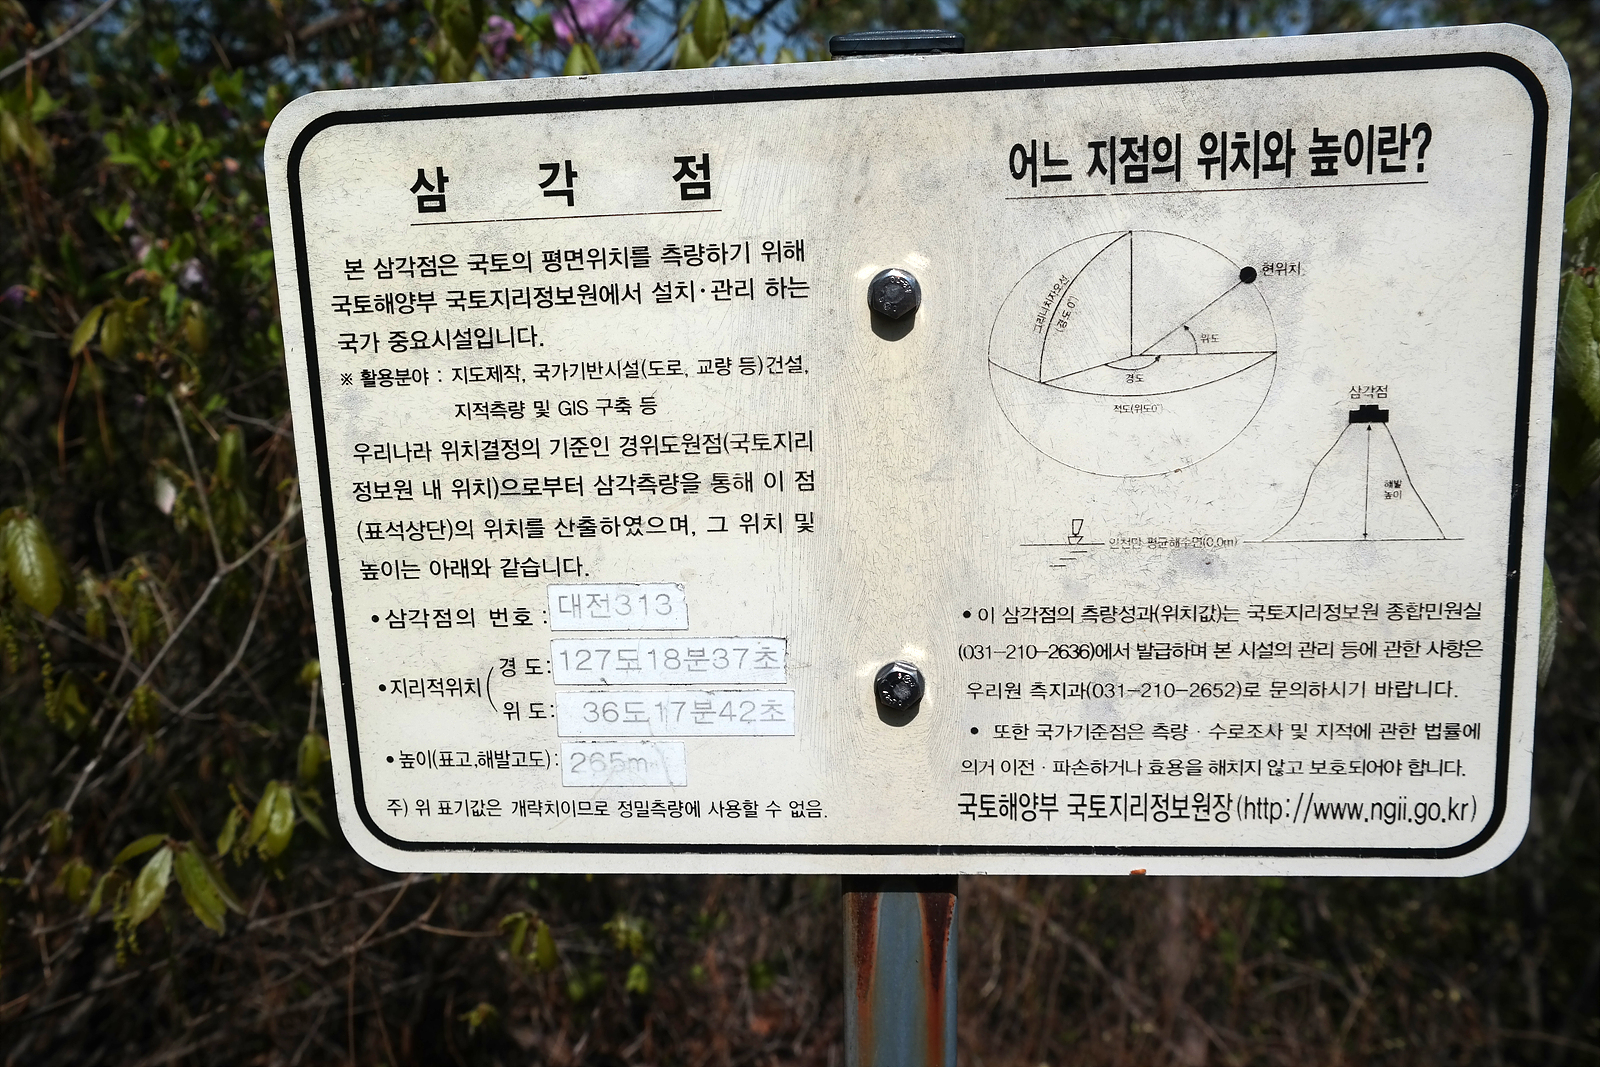 삼 각 점
본 삼각점은 국토의 평면위치를 측량하기 위해
국토해양부 국토지리정보원에서 설치·관리 하는
국가 중요시설입니다.
※ 활용분야 : 지도제작, 국가기반시설(도로, 교량 등)건설,
지적측량 및 GIS 구축 등
우리나라 위치결정의 기준인 경위도원점(국토지리
정보원 내 위치)으로부터 삼각측량을 통해 이 점
(표석상단)의 위치를 산출하였으며, 그 위치 및
높이는 아래와 같습니다.
•삼각점의 번호 : 대전313
•지리적위치( 경 도: 127도18분37초
위 도: 36도17분42초
•높이(표고,해발고도): 265m
주) 위 표기값은 개략치이므로 정밀측량에 사용할 수 없음.
어느 지점의 위치와 높이란?
현위치
그리니치자오선
(경도0°)
위도
경도
적도(위도0°)
삼각점
해발
높이
인천만 평균해수면(0.0m)
• 이 삼각점의 측량성과(위치값)는 국토지리정보원 종합민원실
(031-210-2636)에서 발급하며 본 시설의 관리 등에 관한 사항은
우리원 측지과(031-210-2652)로 문의하시기 바랍니다.
• 또한 국가기준점은 측량 · 수로조사 및 지적에 관한 법률에
의거 이전 · 파손하거나 효용을 해치지 않고 보호되어야 합니다.
국토해양부 국토지리정보원장(http://www.ngii.go.kr)